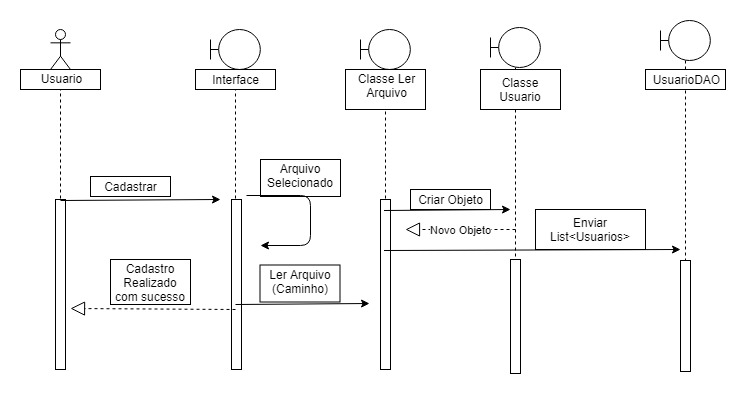 Usuario
Interface
Classe Ler
Arquivo
Classe
Usuario
UsuarioDAO
Cadastrar
Arquivo
Selecionado
Criar Objeto
Novo Objeto
Enviar
List<Usuarios>
Cadastro
Realizado
com sucesso
Ler Arquivo
(Caminho)